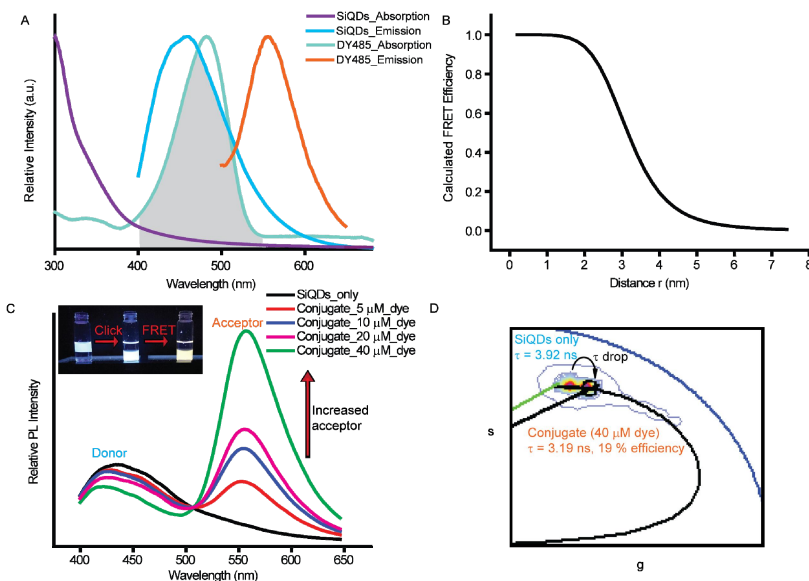 A
SiQDs_Absorption
SiQDs_Emission
DY485_Absorption
DY485_Emission
Relative Intensity (a.u.)
300
400
500
600
Wavelength (nm)
B
Calculated FRET Efficiency
1.0
0.8
0.6
0.4
0.2
0.0
0 1 2 3 4 5 6 7 8
Distance r (nm)
C
Click
FRET
SiQDs_only
Conjugate_5 μM_dye
Conjugate_10 μM_dye
Conjugate_20 μM_dye
Conjugate_40 μM_dye
Acceptor
Increased
acceptor
Donor
Relative PL Intensity
400 450 500 550 600 650
Wavelength (nm)
D
SiQDs only
τ = 3.92 ns
τ drop
Conjugate (40 μM dye)
τ = 3.19 ns, 19 % efficiency
s
g